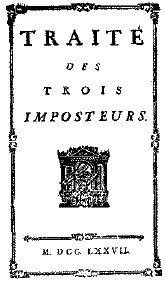 TRAITÉ
DES
TROIS
IMPOSTEURS.
M. DCC. LXXVII.